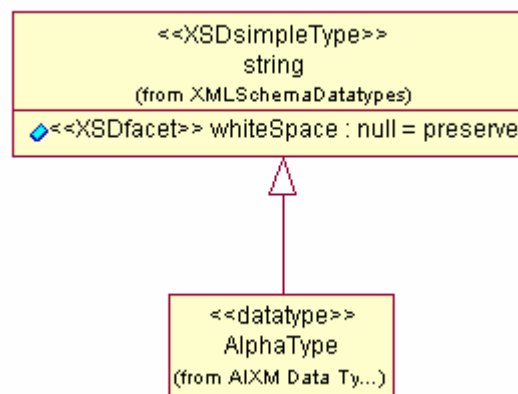 <<XSDsimpleType>>
string
(from XMLSchemaDatatypes)
<<XSDfacet>> whiteSpace : null = preserve
<<datatype>>
AlphaType
(from AIXM Data Ty...)